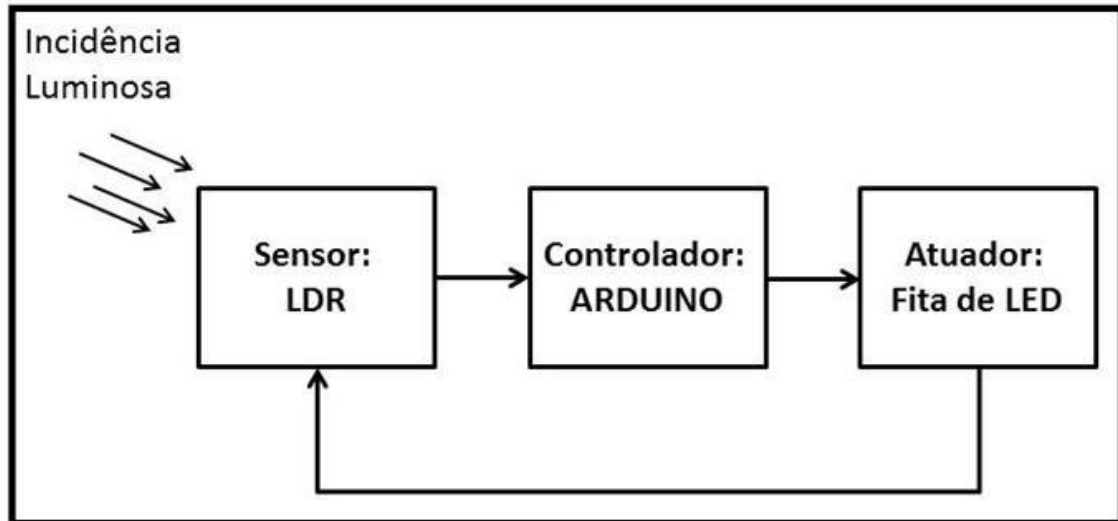 Incidência
Luminosa
Sensor:
LDR
Controlador:
ARDUINO
Atuador:
Fita de LED